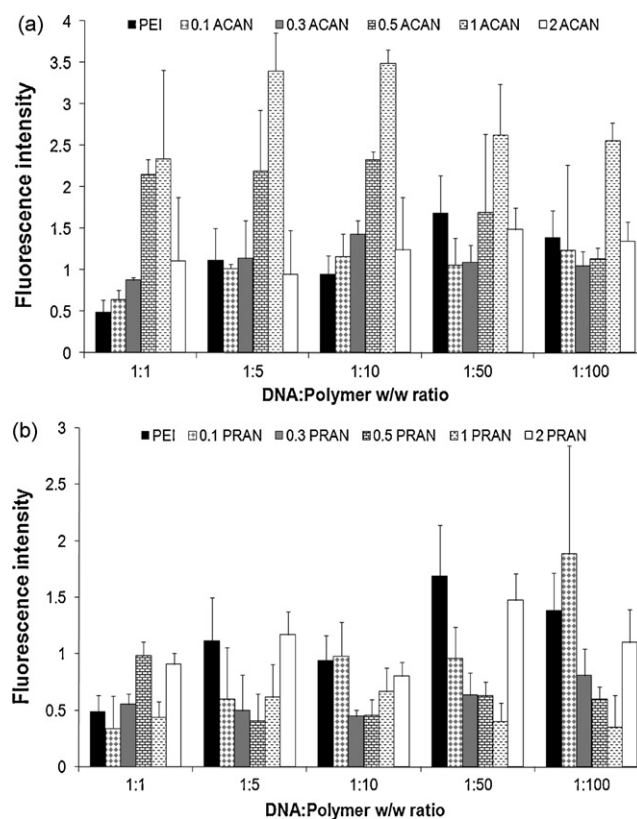 (a)
PEI 0.1 ACAN 0.3 ACAN 0.5 ACAN 1 ACAN 2 ACAN
4
3.5
3
2.5
2
1.5
1
0.5
0
Fluorescence intensity
1:1 1:5 1:10 1:50 1:100
DNA:Polymer w/w ratio
(b)
3
PEI 0.1 PRAN 0.3 PRAN 0.5 PRAN 1 PRAN 2 PRAN
2.5
2
1.5
1
0.5
0
Fluorescence intensity
1:1 1:5 1:10 1:50 1:100
DNA:Polymer w/w ratio